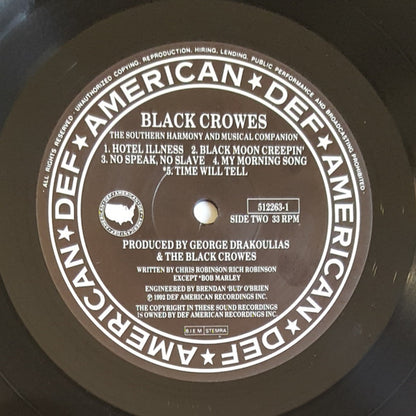 ALL RIGHTS RESERVED. UNAUTHORIZED COPYING, REPRODUCTION, HIRING, LENDING, PUBLIC PERFORMANCE AND BROADCASTING PROHIBITED
DEF ★ AMERICAN ★ DEF ★ AMERICAN ★ DEF ★ AMERICAN ★
BLACK CROWES
THE SOUTHERN HARMONY AND MUSICAL COMPANION
1. HOTEL ILLNESS 2. BLACK MOON CREEPIN'
3. NO SPEAK, NO SLAVE 4. MY MORNING SONG
*5. TIME WILL TELL
512263-1
SIDE TWO 33 RPM
PRODUCED BY GEORGE DRAKOULIAS
& THE BLACK CROWES
WRITTEN BY CHRIS ROBINSON/RICH ROBINSON
EXCEPT *BOB MARLEY
ENGINEERED BY BRENDAN 'BUD' O'BRIEN
℗ 1992 DEF AMERICAN RECORDINGS INC.
THE COPYRIGHT IN THESE SOUND RECORDINGS
IS OWNED BY DEF AMERICAN RECORDINGS INC
B.I.E.M STEMRA